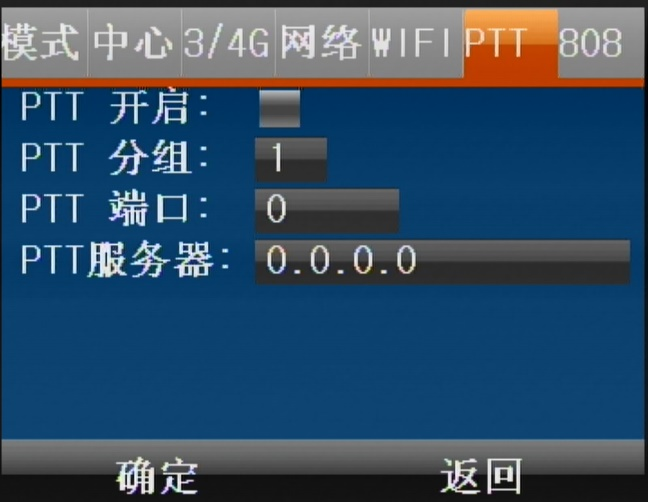 模式 中心 3/4G 网络 WIFI PTT 808
PTT 开启:
PTT 分组: 1
PTT 端口: 0
PTT服务器: 0.0.0.0
确定 返回